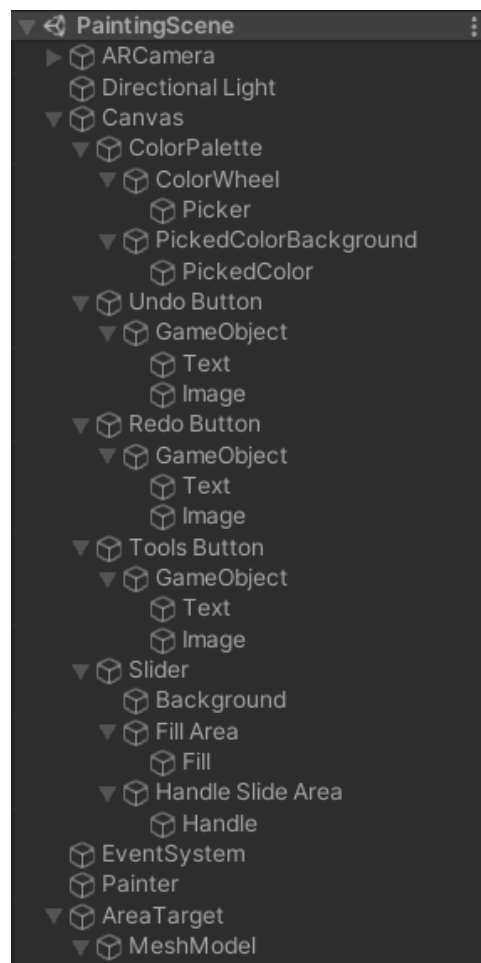 PaintingScene
ARCamera
Directional Light
Canvas
ColorPalette
ColorWheel
Picker
PickedColorBackground
PickedColor
Undo Button
GameObject
Text
Image
Redo Button
GameObject
Text
Image
Tools Button
GameObject
Text
Image
Slider
Background
Fill Area
Fill
Handle Slide Area
Handle
EventSystem
Painter
AreaTarget
MeshModel